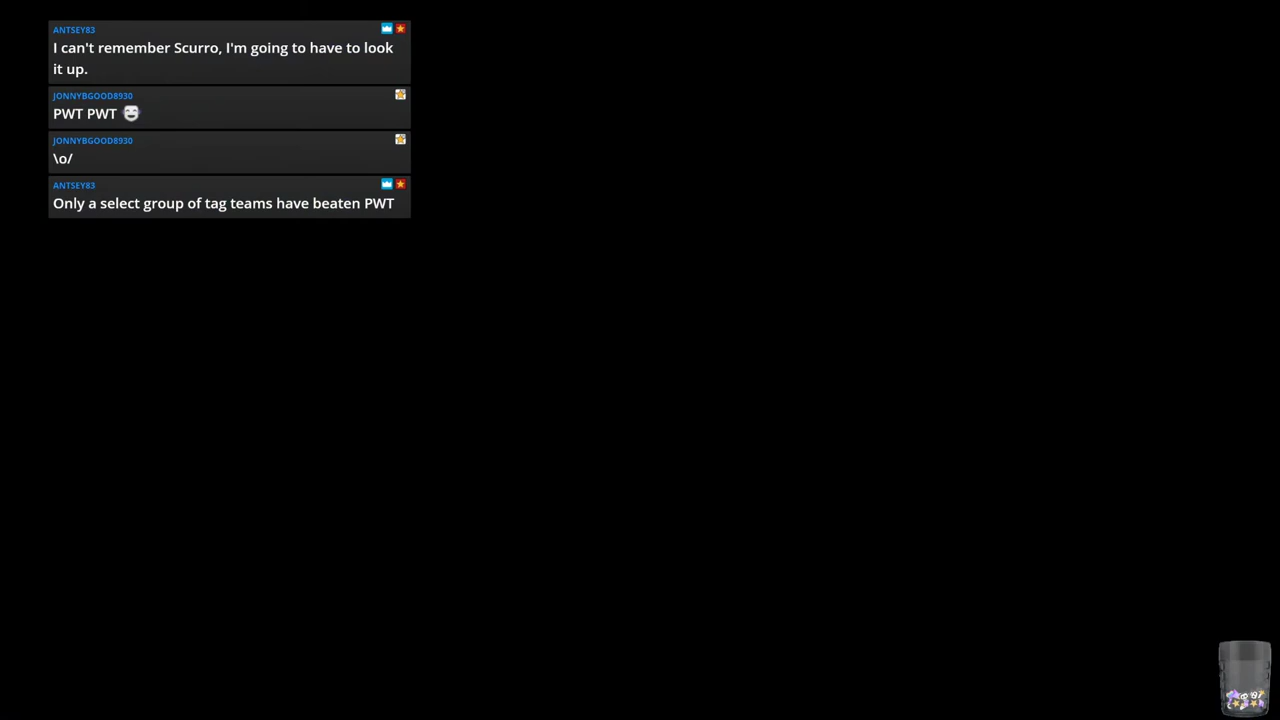 ANTSEY83
I can't remember Scurro, I'm going to have to look
it up.
JONNYBGOOD8930
PWT PWT
JONNYBGOOD8930
\o/
ANTSEY83
Only a select group of tag teams have beaten PWT